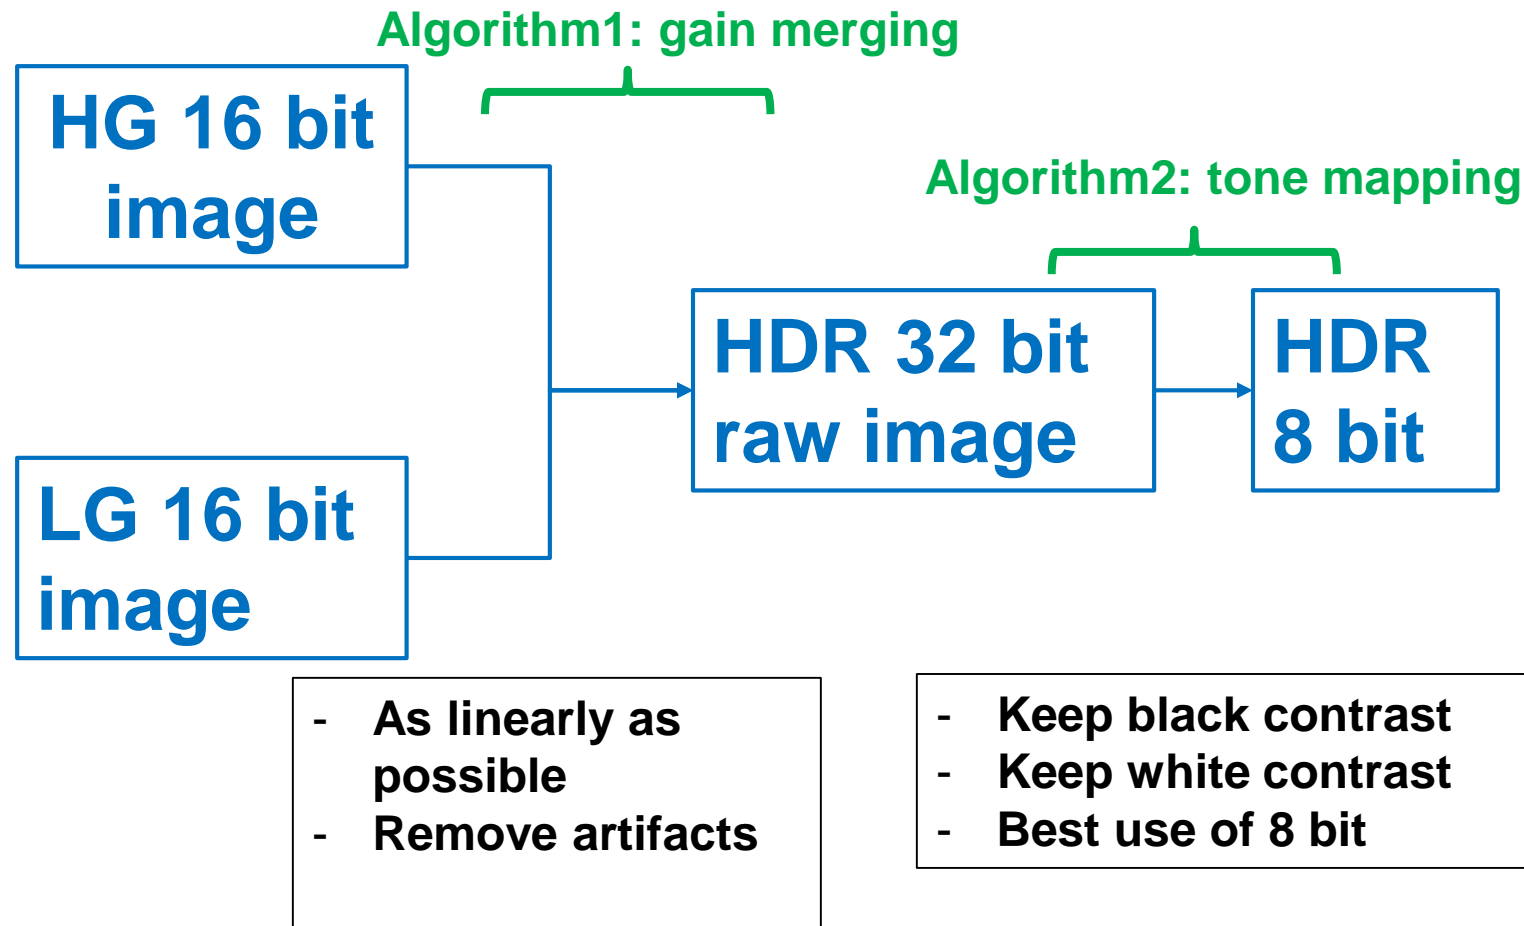 Algorithm1: gain merging
HG 16 bit
image
Algorithm2: tone mapping
HDR 32 bit
raw image
HDR
8 bit
LG 16 bit
image
- As linearly as
possible
- Remove artifacts
- Keep black contrast
- Keep white contrast
- Best use of 8 bit